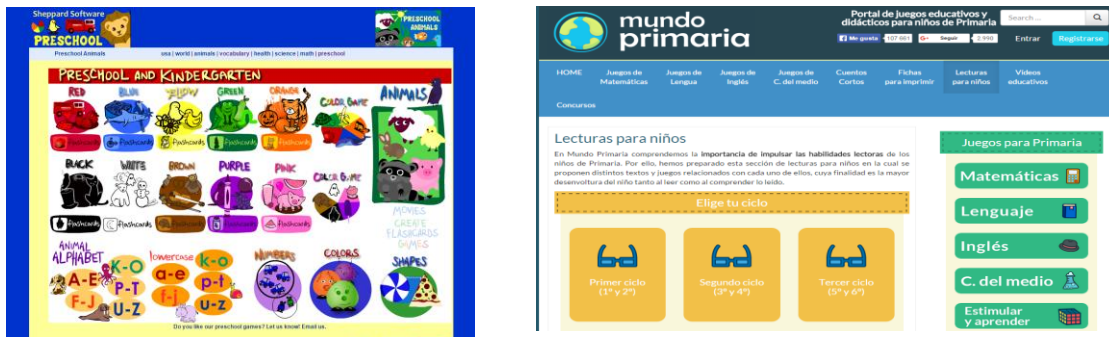 Sheppard Software
PRESCHOOL
PRESCHOOL ANIMALS
Preschool Animals
usa | world | animals | vocabulary | health | science | math | preschool
PRESCHOOL AND KINDERGARTEN
RED
BLUE
YELLOW
GREEN
ORANGE
COLOR GAME
ANIMALS
Flashcards
Flashcards
Flashcards
Flashcards
Flashcards
BLACK
WHITE
BROWN
PURPLE
PINK
COLOR GAME
Flashcards
Flashcards
Flashcards
Flashcards
Flashcards
MOVIES
CREATE
FLASHCARDS
GAMES
ANIMAL
ALPHABET
lowercase
NUMBERS
COLORS
SHAPES
A-E
K-O
F-J
P-T
U-Z
a-e
k-o
f-j
p-t
u-z
Do you like our preschool games? Let us know! Email us.
mundo
primaria
Portal de juegos educativos y
didácticos para niños de Primaria
Search ...
Me gusta
107 661
G+ Seguir
2.990
Entrar
Registrarse
HOME
Juegos de
Matemáticas
Juegos de
Lengua
Juegos de
Inglés
Juegos de
C. del medio
Cuentos
Cortos
Fichas
para imprimir
Lecturas
para niños
Vídeos
educativos
Concursos
Lecturas para niños
En Mundo Primaria comprendemos la importancia de impulsar las habilidades lectoras de los
niños de Primaria. Por ello, hemos preparado esta sección de lecturas para niños en la cual se
proponen distintos textos y juegos relacionados con cada uno de ellos, cuya finalidad es la mayor
desenvoltura del niño tanto al leer como al comprender lo leído.
Elige tu ciclo
Primer ciclo
(1º y 2º)
Segundo ciclo
(3º y 4º)
Tercer ciclo
(5º y 6º)
Juegos para Primaria
Matemáticas
Lenguaje
Inglés
C. del medio
Estimular
y aprender